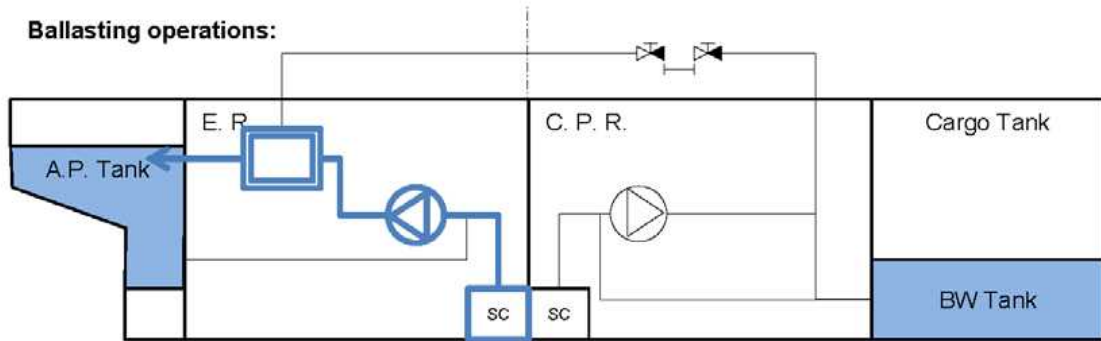 Ballasting operations:
E. R.
C. P. R.
Cargo Tank
A.P. Tank
BW Tank
sc
sc